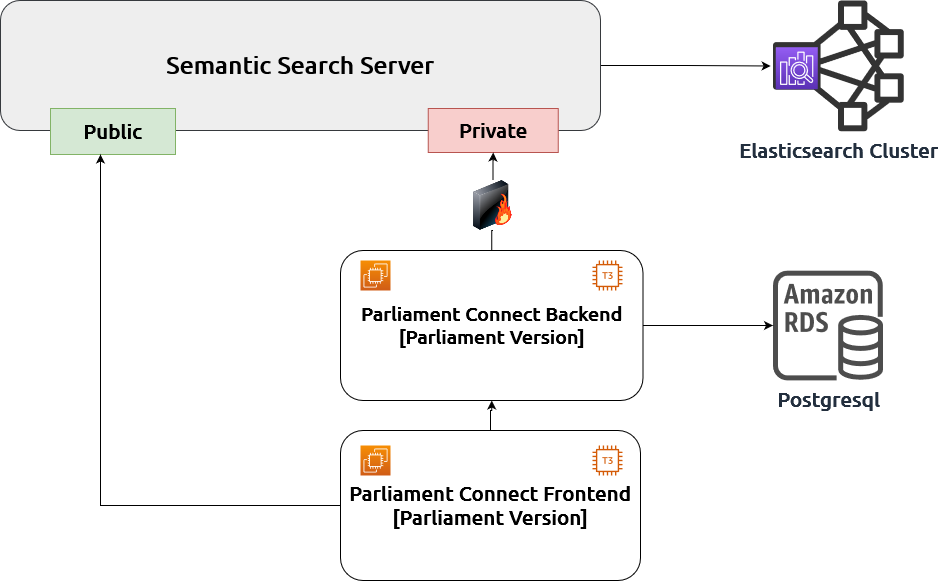 Semantic Search Server
Public
Private
Elasticsearch Cluster
T3
Parliament Connect Backend
[Parliament Version]
Amazon
RDS
Postgresql
T3
Parliament Connect Frontend
[Parliament Version]